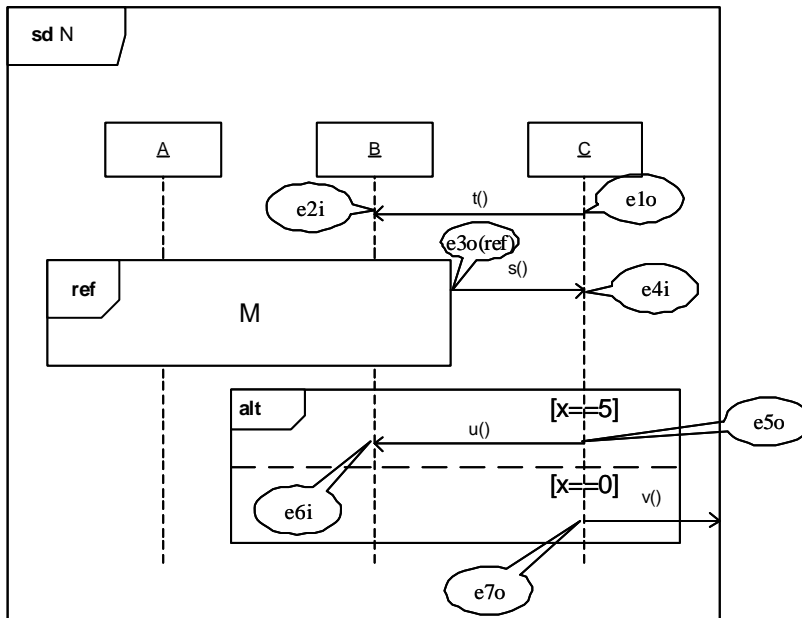 sd N
A
B
C
e2i
t()
e1o
e3o(ref)
s()
ref
M
e4i
alt
[x==5]
u()
e5o
[x==0]
e6i
v()
e7o